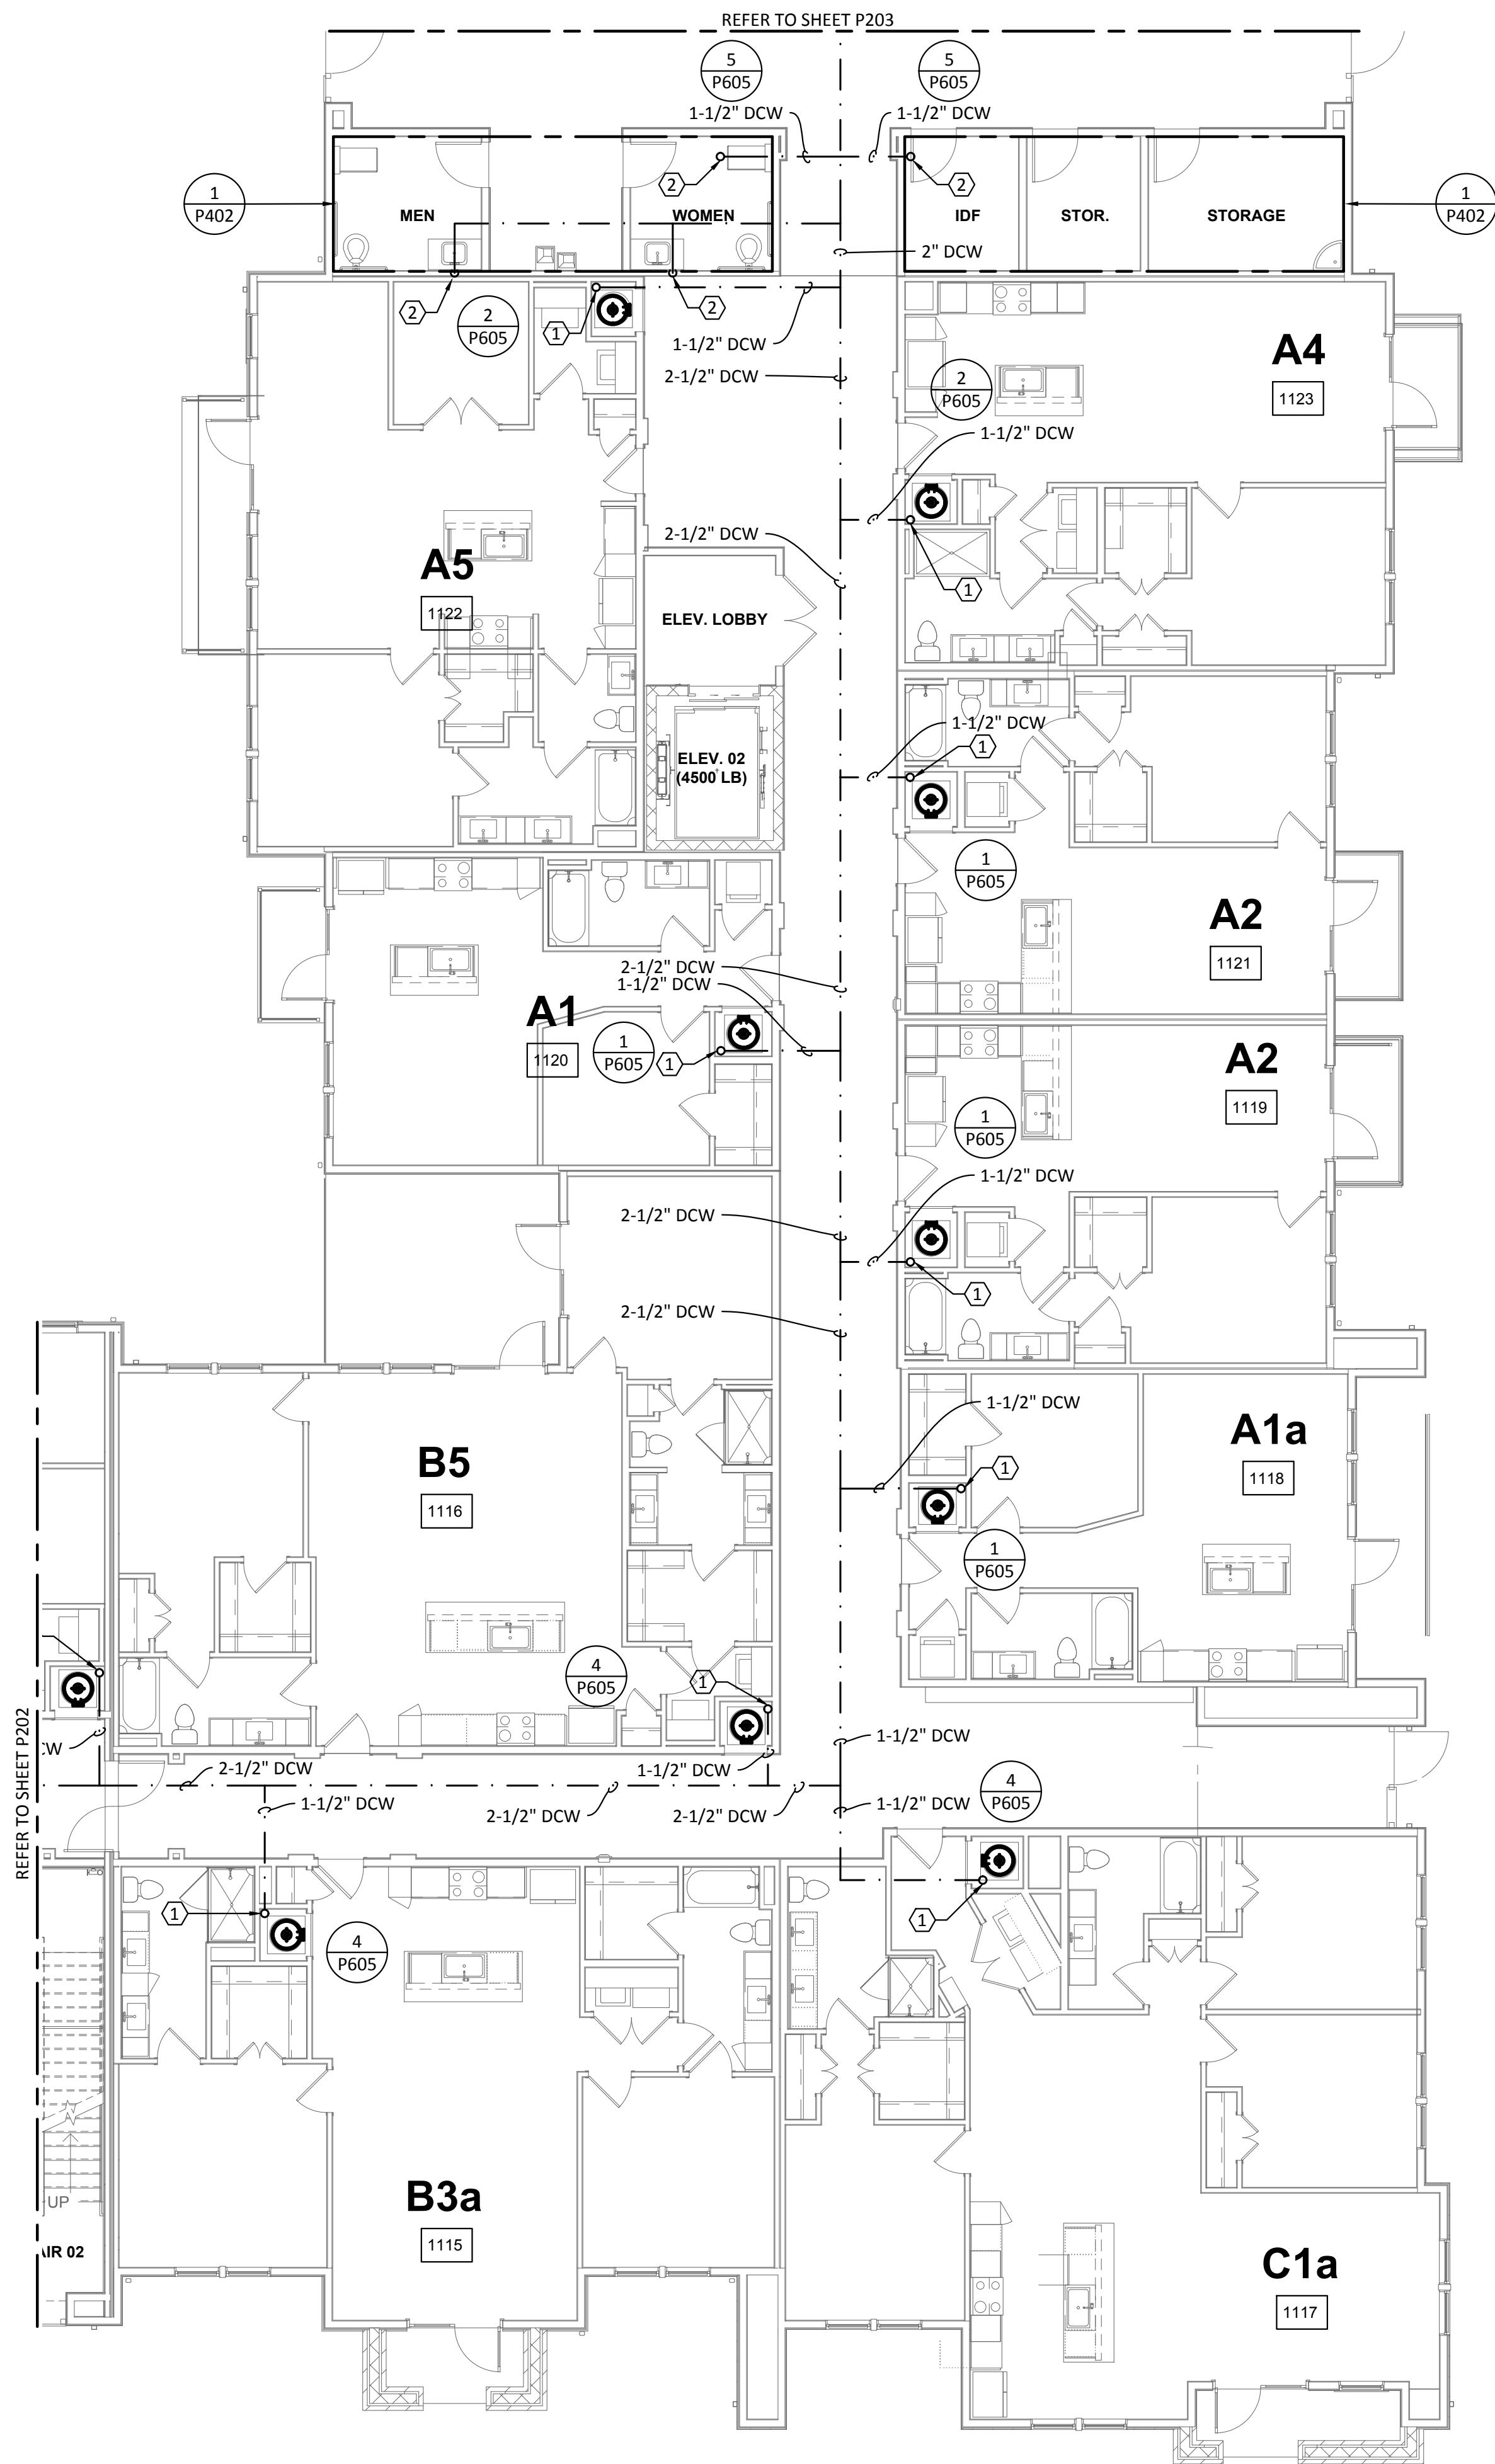 REFER TO SHEET P203
5
P605
5
P605
1-1/2" DCW
1-1/2" DCW
2
2
1
P402
MEN
WOMEN
IDF
STOR.
STORAGE
1
P402
2" DCW
2
2
P605
1
2
1-1/2" DCW
2-1/2" DCW
A4
1123
2
P605
1-1/2" DCW
2-1/2" DCW
A5
1122
1
ELEV. LOBBY
1-1/2" DCW
1
ELEV. 02
(4500 LB)
1
P605
A2
1121
2-1/2" DCW
1-1/2" DCW
A1
1120
1
P605
1
A2
1119
1
P605
1-1/2" DCW
2-1/2" DCW
1
2-1/2" DCW
1-1/2" DCW
A1a
1118
B5
1116
1
1
P605
4
P605
1
REFER TO SHEET P202
CW
2-1/2" DCW
1-1/2" DCW
1-1/2" DCW
4
P605
1-1/2" DCW
2-1/2" DCW
2-1/2" DCW
1-1/2" DCW
1
4
P605
1
UP
AIR 02
B3a
1115
C1a
1117